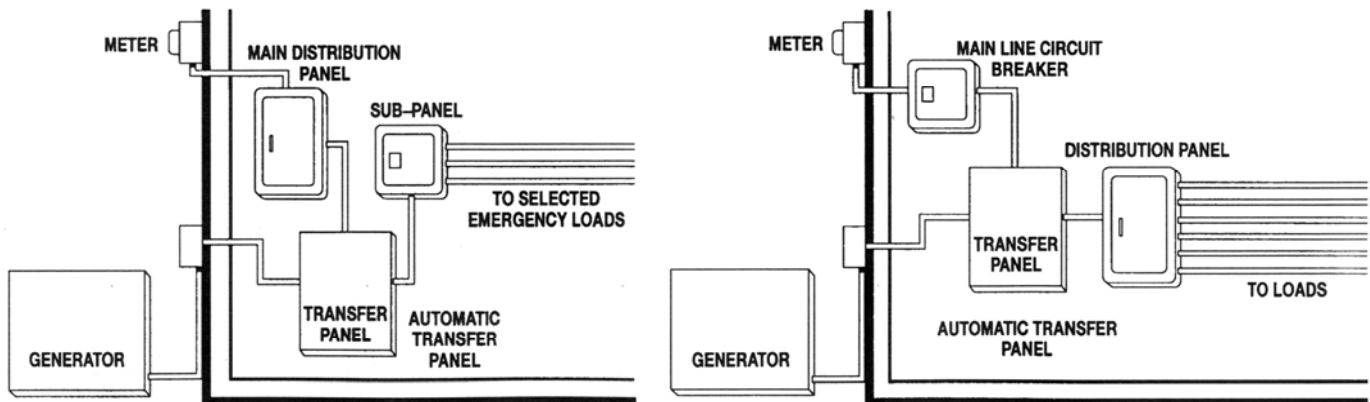 METER
MAIN DISTRIBUTION
PANEL
SUB–PANEL
TO SELECTED
EMERGENCY LOADS
TRANSFER
PANEL
AUTOMATIC
TRANSFER
PANEL
GENERATOR
METER
MAIN LINE CIRCUIT
BREAKER
DISTRIBUTION PANEL
TRANSFER
PANEL
TO LOADS
AUTOMATIC TRANSFER
PANEL
GENERATOR